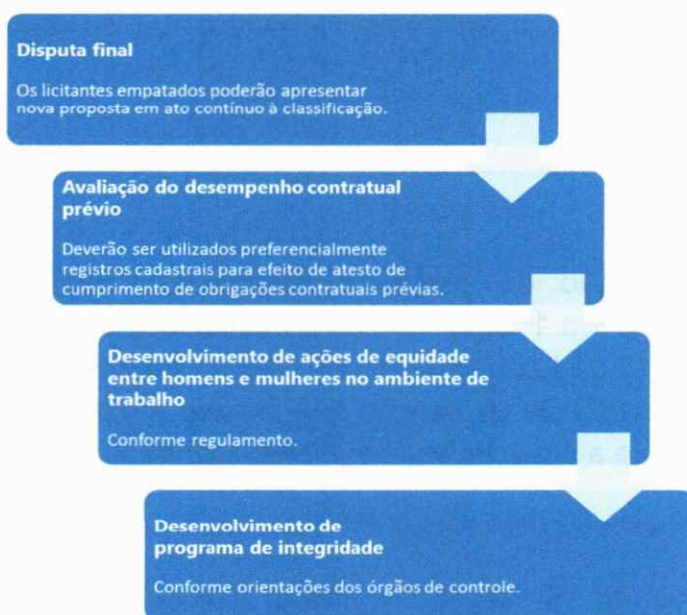 Disputa final
Os licitantes empatados poderão apresentar
nova proposta em ato contínuo à classificação.
Avaliação do desempenho contratual
prévio
Deverão ser utilizados preferencialmente
registros cadastrais para efeito de atesto de
cumprimento de obrigações contratuais prévias.
Desenvolvimento de ações de equidade
entre homens e mulheres no ambiente de
trabalho
Conforme regulamento.
Desenvolvimento de
programa de integridade
Conforme orientações dos órgãos de controle.